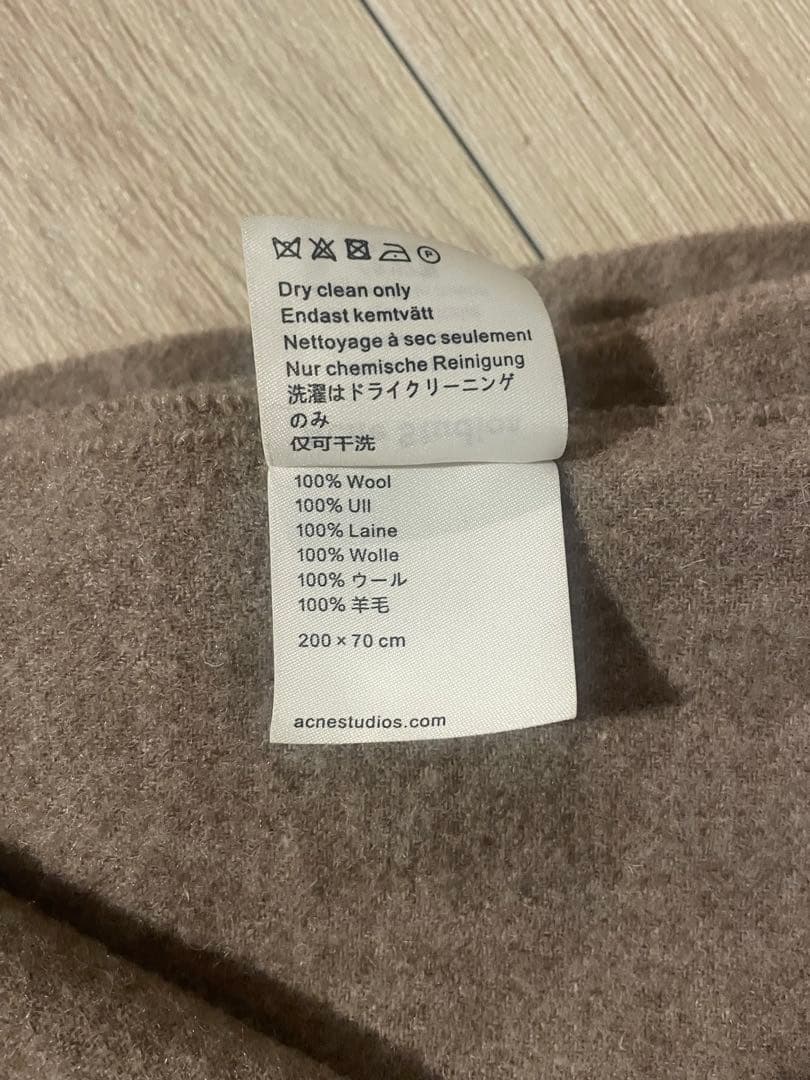 P
Dry clean only
Endast kemtvätt
Nettoyage à sec seulement
Nur chemische Reinigung
洗濯はドライクリーニング
のみ
仅可干洗
100% Wool
100% Ull
100% Laine
100% Wolle
100% ウール
100% 羊毛
200 × 70 cm
acnestudios.com